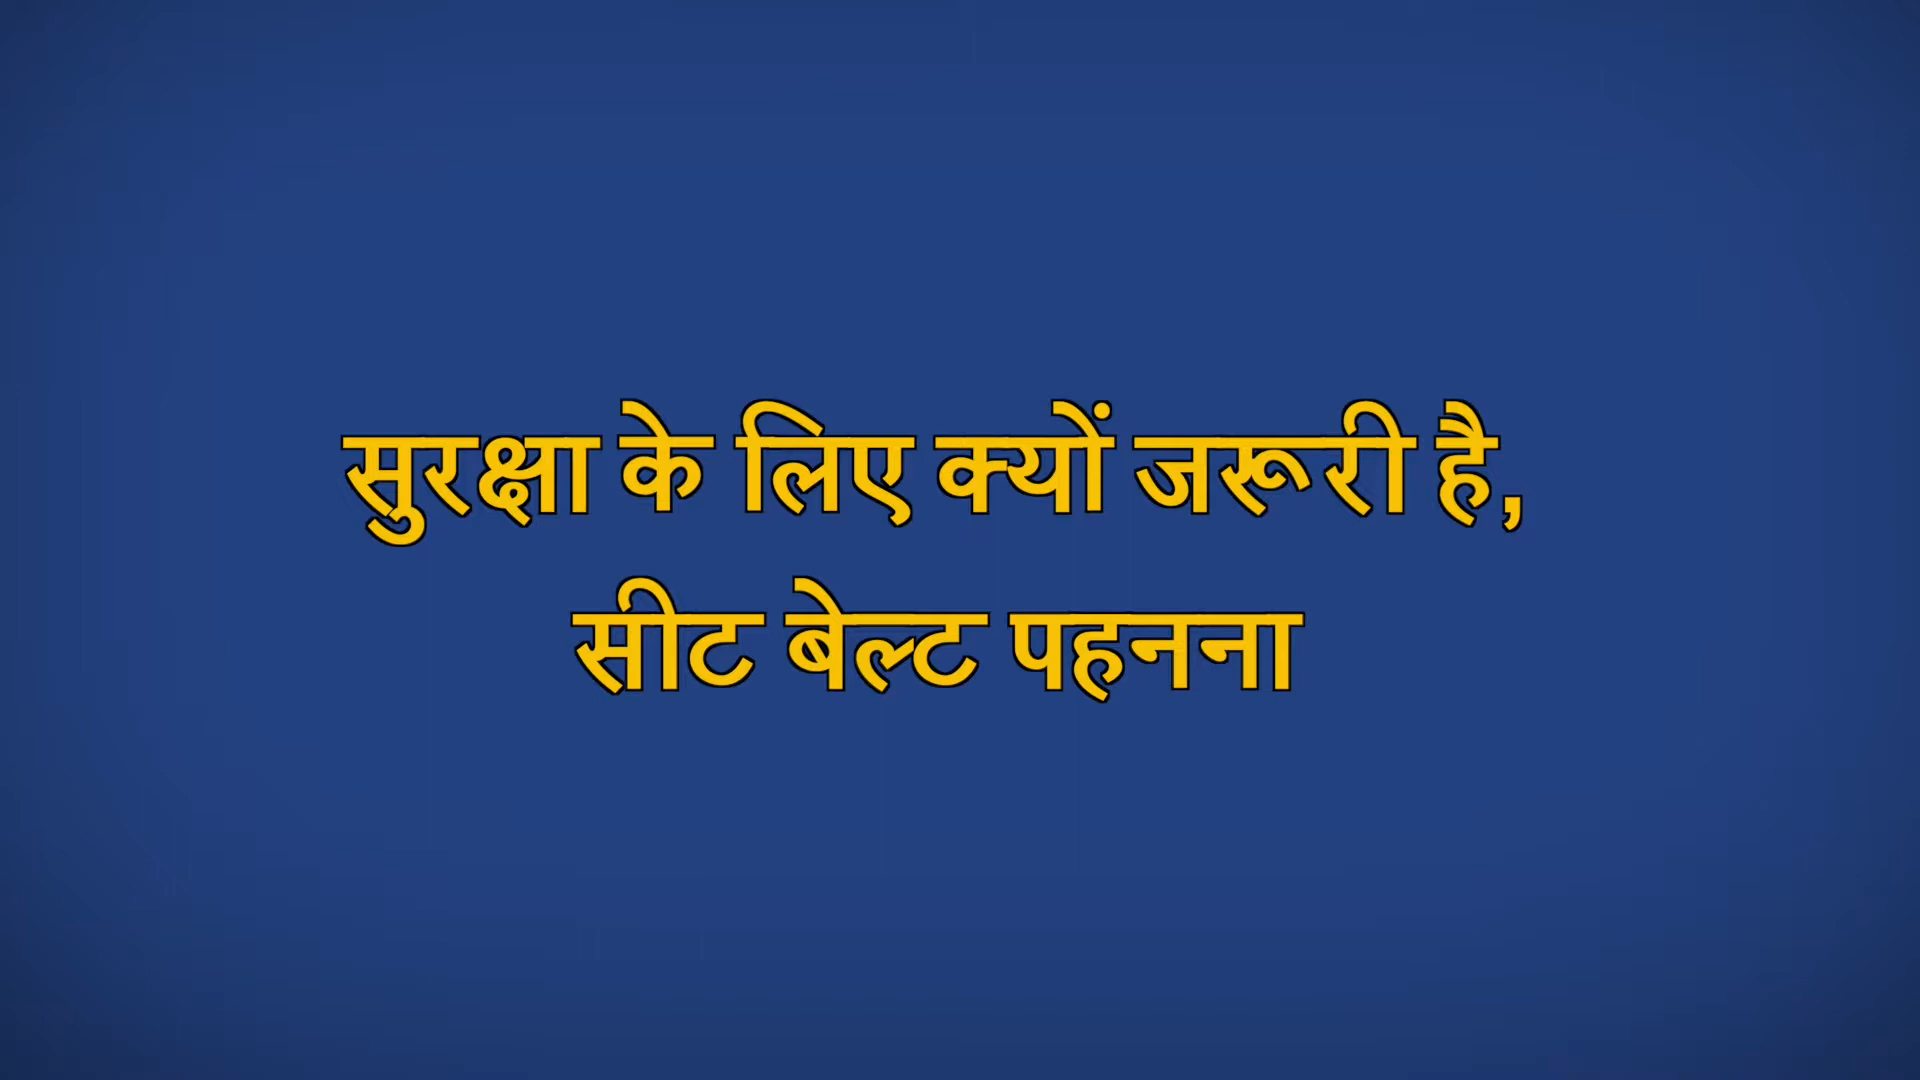 सुरक्षा के लिए क्यों जरूरी है,
सीट बेल्ट पहनना